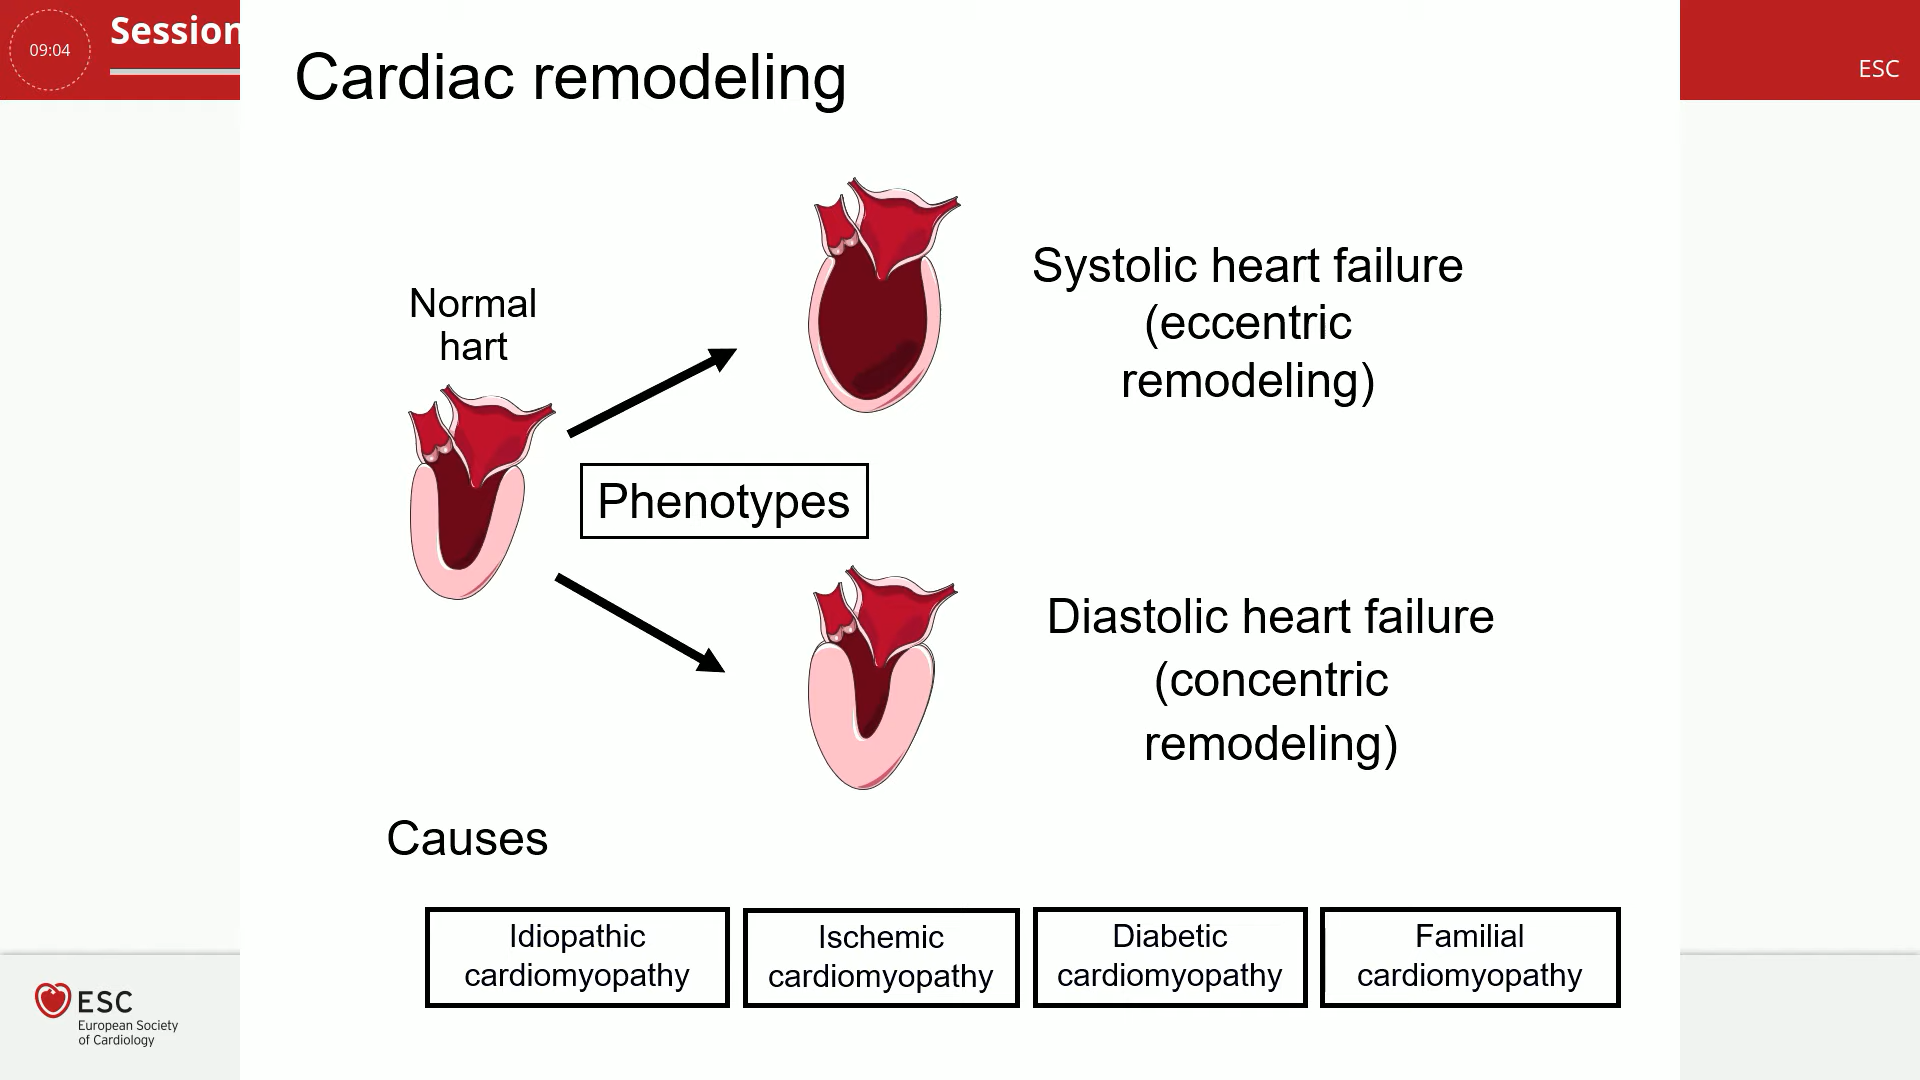 09:04
Session
ESC
Cardiac remodeling
Normal
hart
Systolic heart failure
(eccentric
remodeling)
Phenotypes
Diastolic heart failure
(concentric
remodeling)
Causes
Idiopathic
cardiomyopathy
Ischemic
cardiomyopathy
Diabetic
cardiomyopathy
Familial
cardiomyopathy
ESC
European Society
of Cardiology